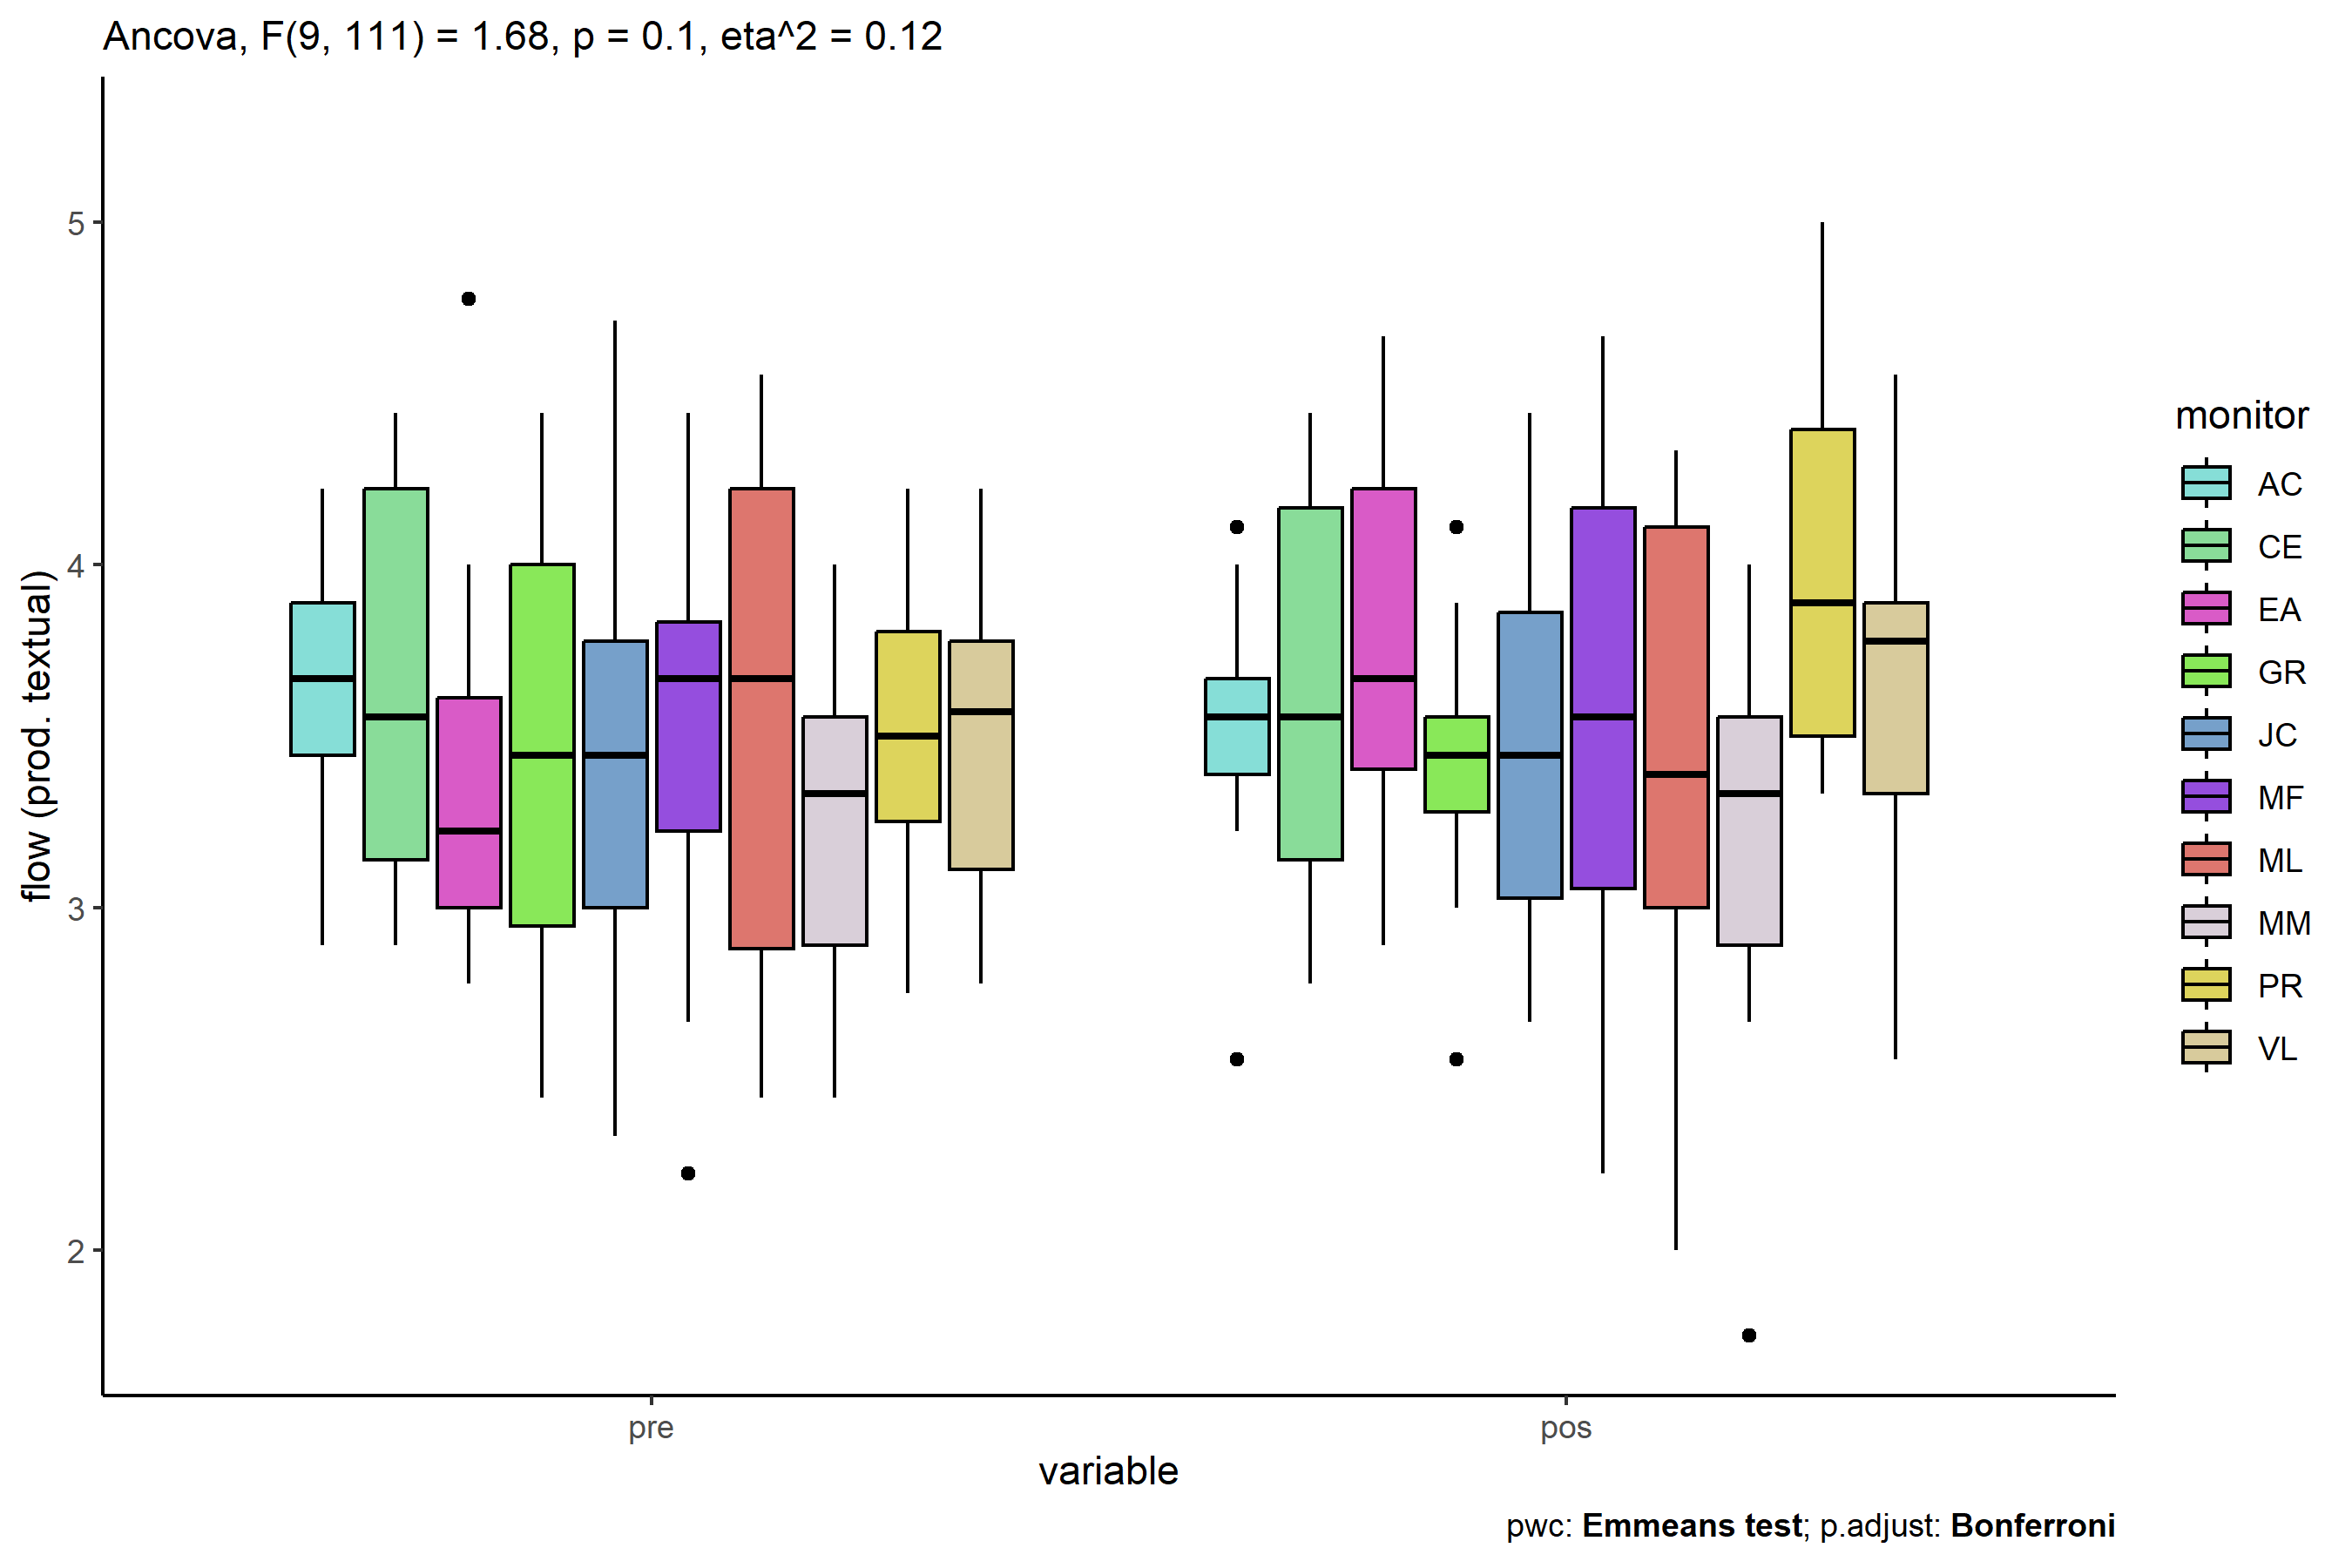 Ancova, F(9, 111) = 1.68, p = 0.1, eta^2 = 0.12
flow (prod. textual)
5
4
3
2
pre
pos
variable
monitor
AC
CE
EA
GR
JC
MF
ML
MM
PR
VL
pwc: Emmeans test; p.adjust: Bonferroni